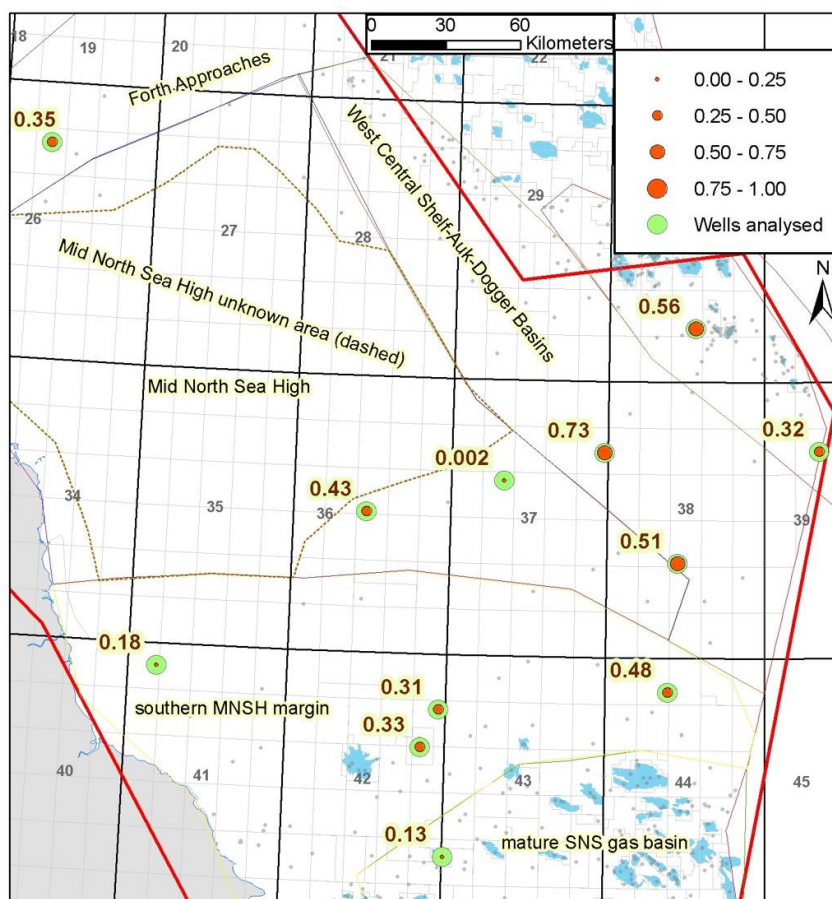 0 30 60
Kilometers
18
19
20
21
22
0.00 - 0.25
0.25 - 0.50
0.50 - 0.75
0.75 - 1.00
Wells analysed
Forth Approaches
0.35
West Central Shelf-Auk-Dogger Basins
29
26
27
28
Mid North Sea High unknown area (dashed)
N
0.56
Mid North Sea High
0.73
0.32
0.002
0.43
34
35
36
37
38
39
0.51
0.18
0.48
0.31
southern MNSH margin
0.33
40
41
42
43
44
45
0.13
mature SNS gas basin